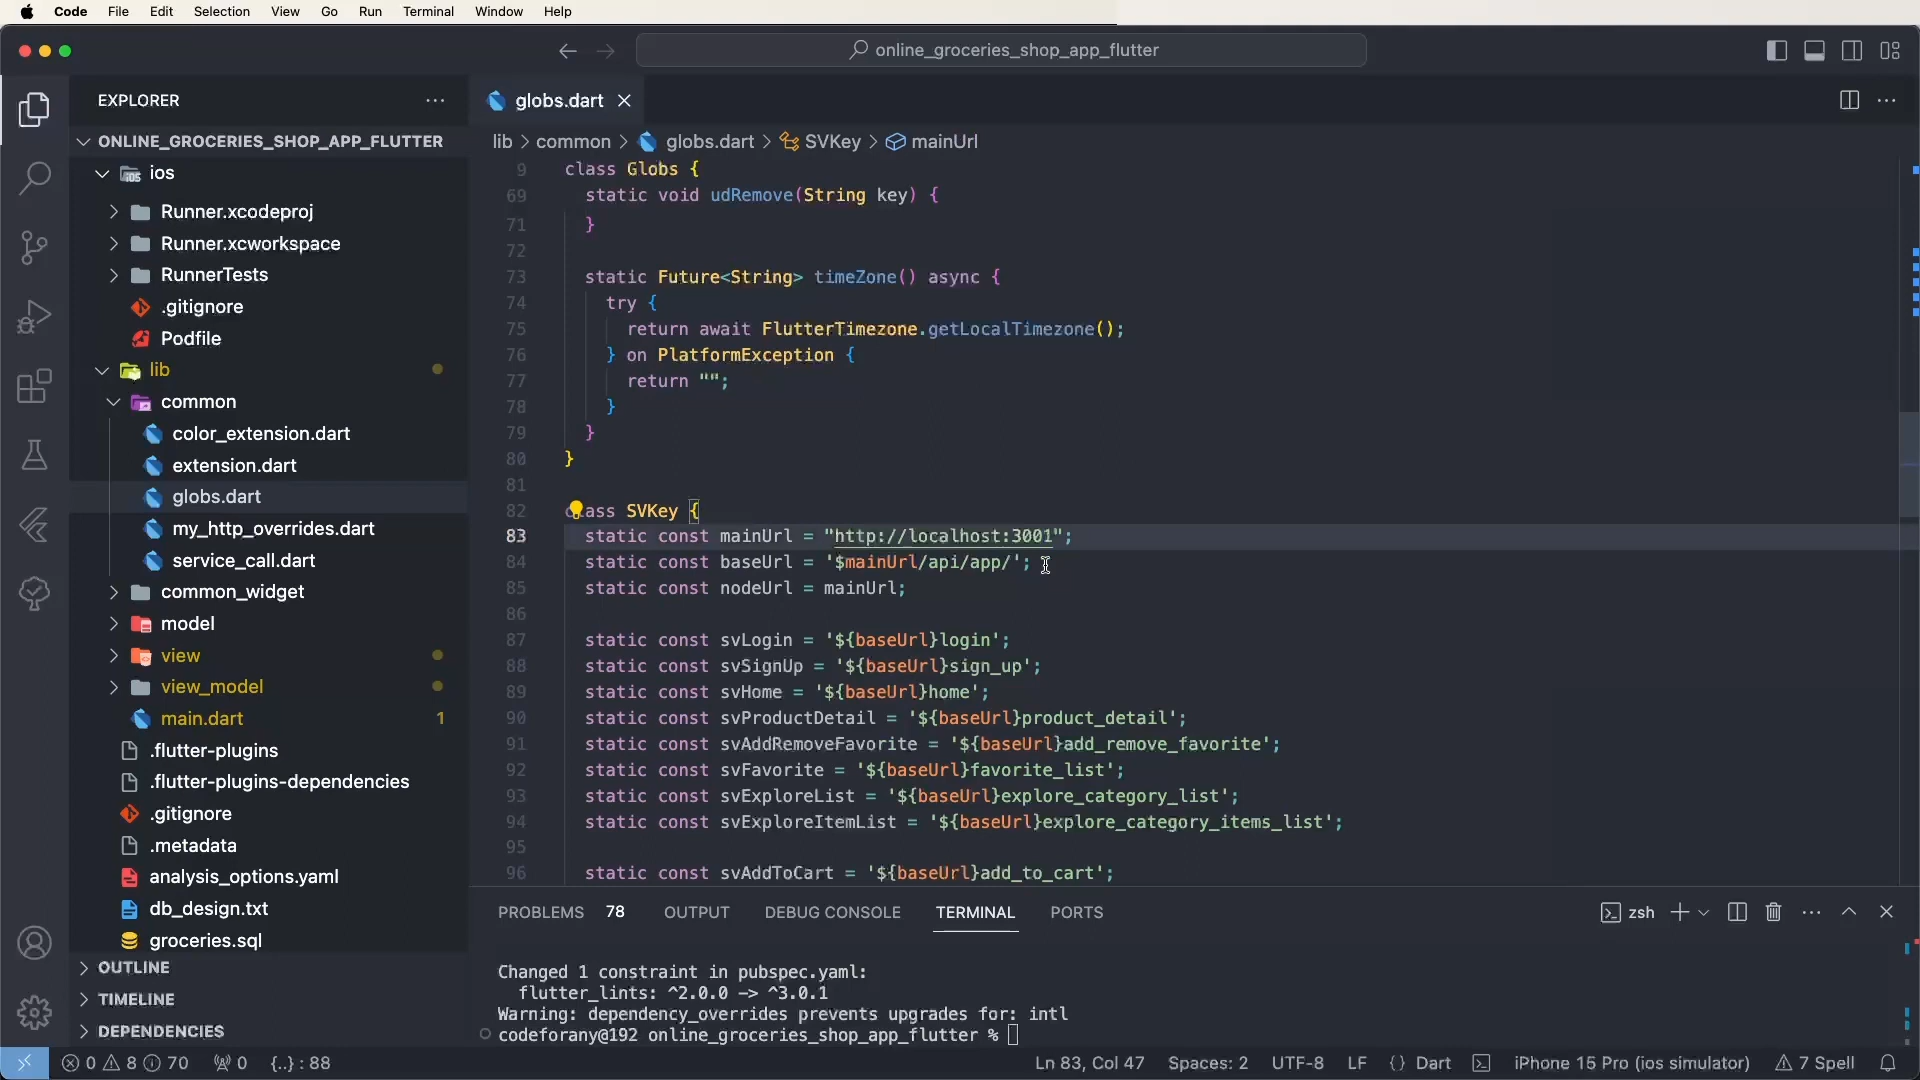 Code File Edit Selection View Go Run Terminal Window Help
online_groceries_shop_app_flutter
EXPLORER
ONLINE_GROCERIES_SHOP_APP_FLUTTER
ios
Runner.xcodeproj
Runner.xcworkspace
RunnerTests
.gitignore
Podfile
lib
common
color_extension.dart
extension.dart
globs.dart
my_http_overrides.dart
service_call.dart
common_widget
model
view
view_model
main.dart 1
.flutter-plugins
.flutter-plugins-dependencies
.gitignore
.metadata
analysis_options.yaml
db_design.txt
groceries.sql
OUTLINE
TIMELINE
DEPENDENCIES
globs.dart
lib > common > globs.dart > SVKey > mainUrl
9 class Globs {
69 static void udRemove(String key) {
71 }
72
73 static Future<String> timeZone() async {
74 try {
75 return await FlutterTimezone.getLocalTimezone();
76 } on PlatformException {
77 return "";
78 }
79 }
80 }
81
82 class SVKey {
83 static const mainUrl = "http://localhost:3001";
84 static const baseUrl = '$mainUrl/api/app/';
85 static const nodeUrl = mainUrl;
86
87 static const svLogin = '${baseUrl}login';
88 static const svSignUp = '${baseUrl}sign_up';
89 static const svHome = '${baseUrl}home';
90 static const svProductDetail = '${baseUrl}product_detail';
91 static const svAddRemoveFavorite = '${baseUrl}add_remove_favorite';
92 static const svFavorite = '${baseUrl}favorite_list';
93 static const svExploreList = '${baseUrl}explore_category_list';
94 static const svExploreItemList = '${baseUrl}explore_category_items_list';
95
96 static const svAddToCart = '${baseUrl}add_to_cart';
PROBLEMS 78 OUTPUT DEBUG CONSOLE TERMINAL PORTS zsh
Changed 1 constraint in pubspec.yaml:
flutter_lints: ^2.0.0 -> ^3.0.1
Warning: dependency_overrides prevents upgrades for: intl
codeforany@192 online_groceries_shop_app_flutter %
0 8 70 0 {..} : 88 Ln 83, Col 47 Spaces: 2 UTF-8 LF {} Dart iPhone 15 Pro (ios simulator) 7 Spell